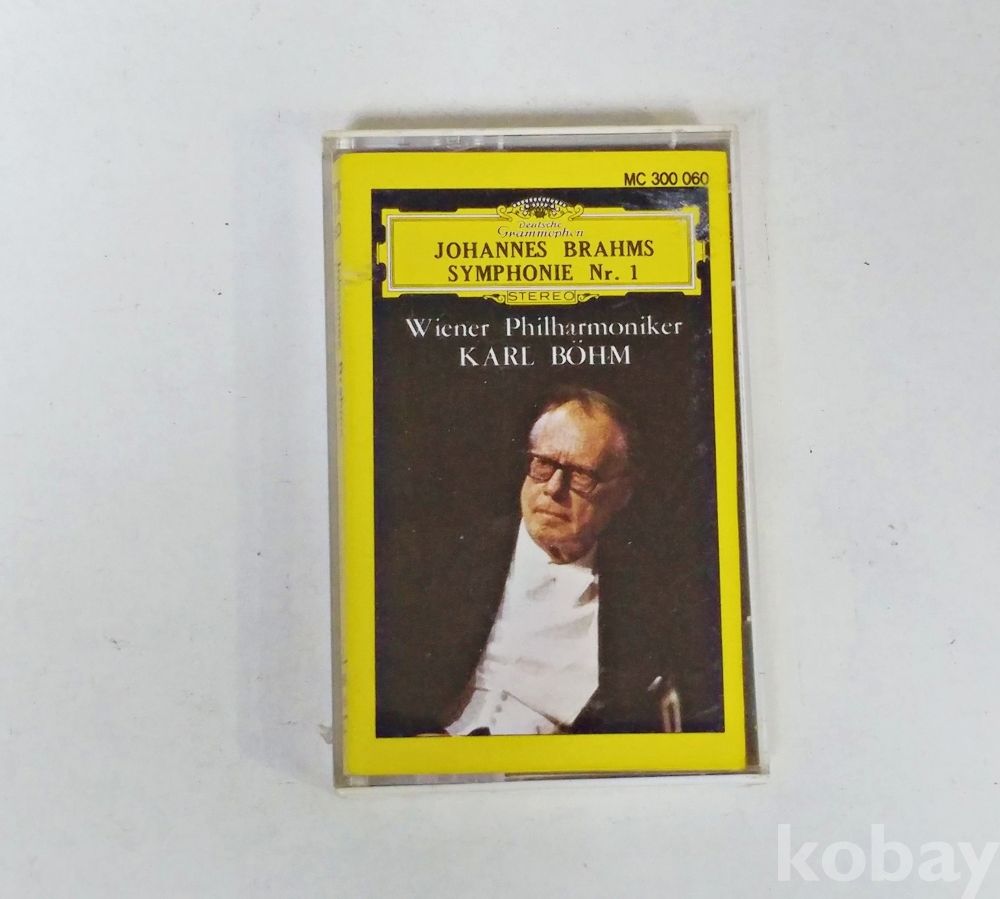 MC 300 060
Deutsche
Grammophon
JOHANNES BRAHMS
SYMPHONIE Nr. 1
STEREO
Wiener Philharmoniker
KARL BÖHM
kobay